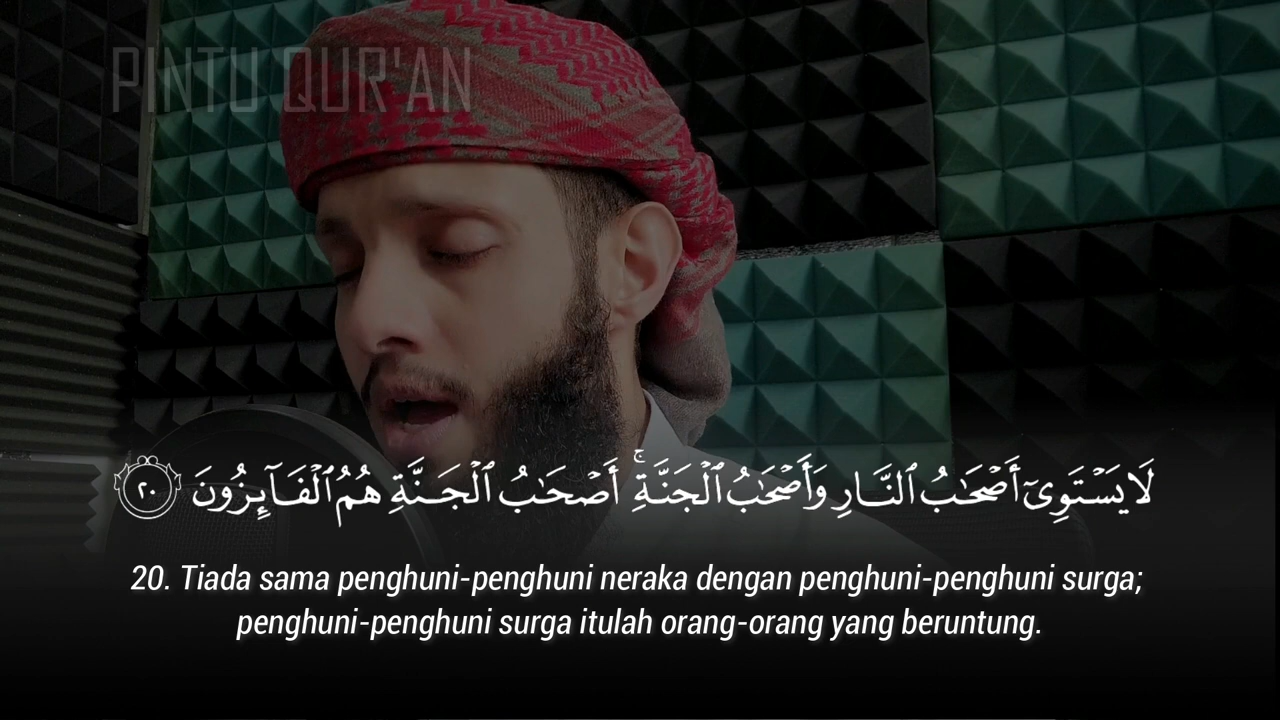 PINTU QUR'AN
لَا يَسْتَوِىٓ أَصْحَٰبُ ٱلنَّارِ وَأَصْحَٰبُ ٱلْجَنَّةِ ۚ أَصْحَٰبُ ٱلْجَنَّةِ هُمُ ٱلْفَآئِزُونَ ٢٠
20. Tiada sama penghuni-penghuni neraka dengan penghuni-penghuni surga;
penghuni-penghuni surga itulah orang-orang yang beruntung.